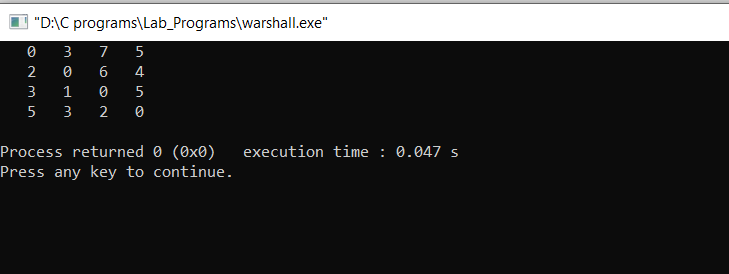 "D:\C programs\Lab_Programs\warshall.exe"
0 3 7 5
2 0 6 4
3 1 0 5
5 3 2 0
Process returned 0 (0x0) execution time : 0.047 s
Press any key to continue.